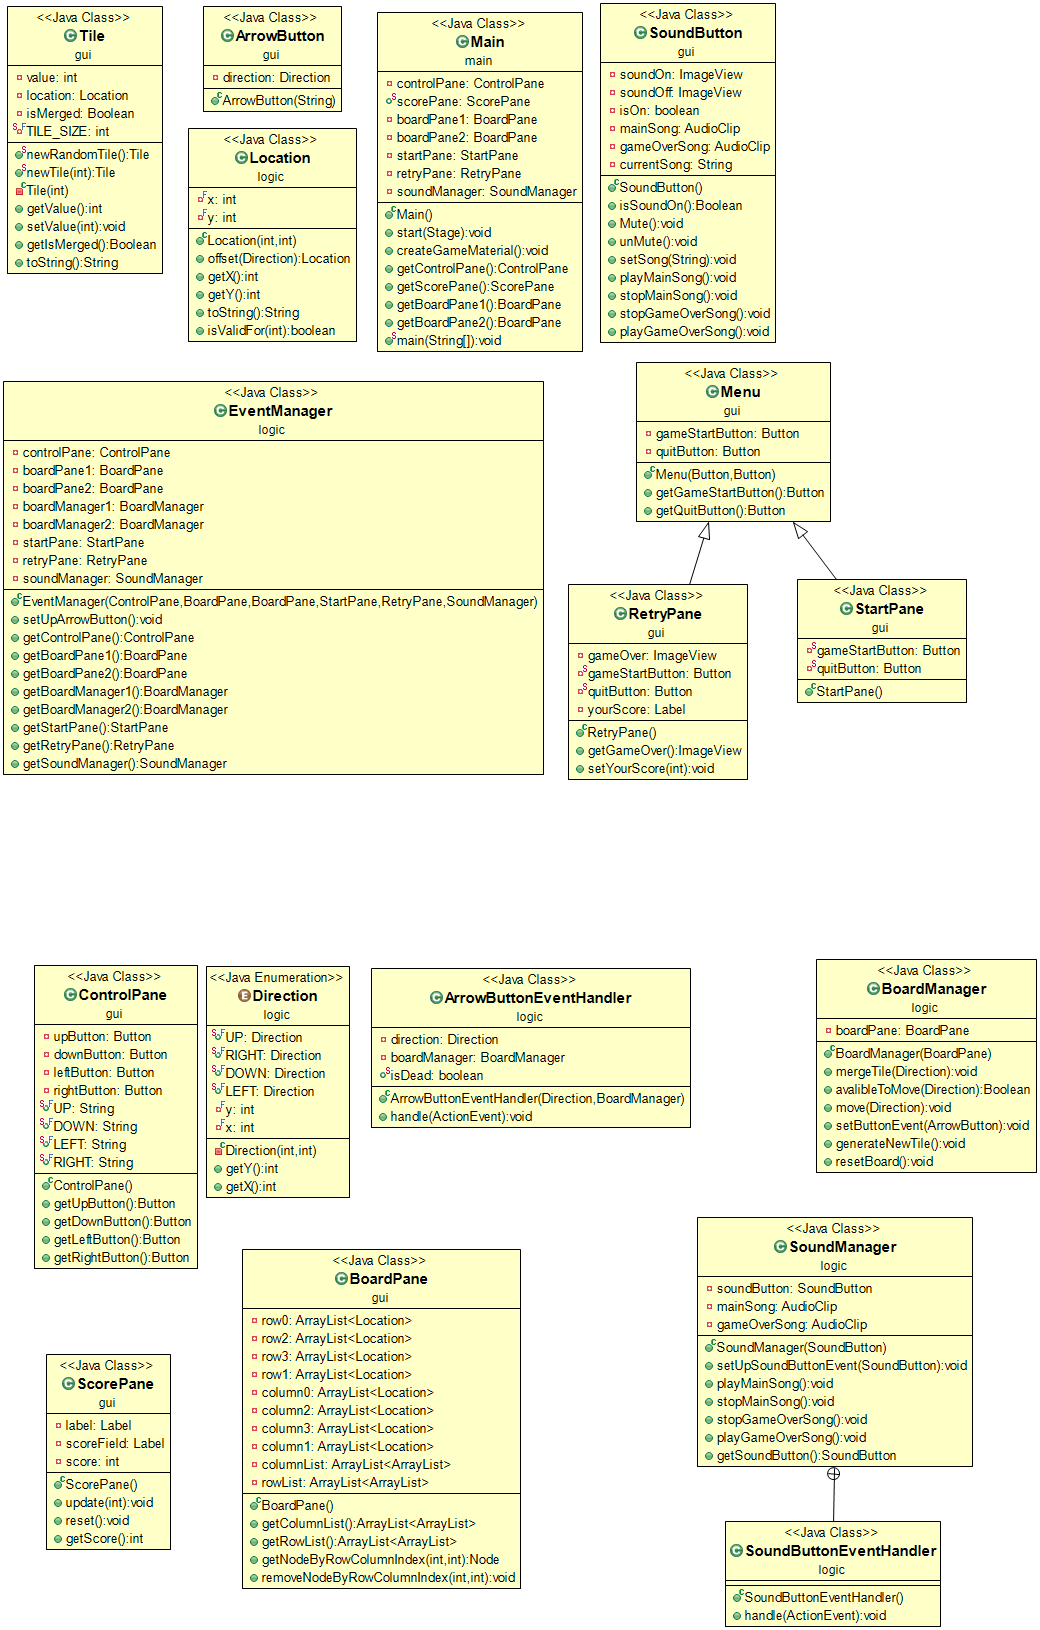 <<Java Class>>
Tile
gui
value: int
location: Location
isMerged: Boolean
TILE_SIZE: int
newRandomTile():Tile
newTile(int):Tile
Tile(int)
getValue():int
setValue(int):void
getIsMerged():Boolean
toString():String
<<Java Class>>
ArrowButton
gui
direction: Direction
ArrowButton(String)
<<Java Class>>
Location
logic
x: int
y: int
Location(int,int)
offset(Direction):Location
getX():int
getY():int
toString():String
isValidFor(int):boolean
<<Java Class>>
Main
main
controlPane: ControlPane
scorePane: ScorePane
boardPane1: BoardPane
boardPane2: BoardPane
startPane: StartPane
retryPane: RetryPane
soundManager: SoundManager
Main()
start(Stage):void
createGameMaterial():void
getControlPane():ControlPane
getScorePane():ScorePane
getBoardPane1():BoardPane
getBoardPane2():BoardPane
main(String[]):void
<<Java Class>>
SoundButton
gui
soundOn: ImageView
soundOff: ImageView
isOn: boolean
mainSong: AudioClip
gameOverSong: AudioClip
currentSong: String
SoundButton()
isSoundOn():Boolean
Mute():void
unMute():void
setSong(String):void
playMainSong():void
stopMainSong():void
stopGameOverSong():void
playGameOverSong():void
<<Java Class>>
EventManager
logic
controlPane: ControlPane
boardPane1: BoardPane
boardPane2: BoardPane
boardManager1: BoardManager
boardManager2: BoardManager
startPane: StartPane
retryPane: RetryPane
soundManager: SoundManager
EventManager(ControlPane,BoardPane,BoardPane,StartPane,RetryPane,SoundManager)
setUpArrowButton():void
getControlPane():ControlPane
getBoardPane1():BoardPane
getBoardPane2():BoardPane
getBoardManager1():BoardManager
getBoardManager2():BoardManager
getStartPane():StartPane
getRetryPane():RetryPane
getSoundManager():SoundManager
<<Java Class>>
Menu
gui
gameStartButton: Button
quitButton: Button
Menu(Button,Button)
getGameStartButton():Button
getQuitButton():Button
<<Java Class>>
RetryPane
gui
gameOver: ImageView
gameStartButton: Button
quitButton: Button
yourScore: Label
RetryPane()
getGameOver():ImageView
setYourScore(int):void
<<Java Class>>
StartPane
gui
gameStartButton: Button
quitButton: Button
StartPane()
<<Java Class>>
ControlPane
gui
upButton: Button
downButton: Button
leftButton: Button
rightButton: Button
UP: String
DOWN: String
LEFT: String
RIGHT: String
ControlPane()
getUpButton():Button
getDownButton():Button
getLeftButton():Button
getRightButton():Button
<<Java Enumeration>>
Direction
logic
UP: Direction
RIGHT: Direction
DOWN: Direction
LEFT: Direction
y: int
x: int
Direction(int,int)
getY():int
getX():int
<<Java Class>>
ArrowButtonEventHandler
logic
direction: Direction
boardManager: BoardManager
isDead: boolean
ArrowButtonEventHandler(Direction,BoardManager)
handle(ActionEvent):void
<<Java Class>>
BoardManager
logic
boardPane: BoardPane
BoardManager(BoardPane)
mergeTile(Direction):void
avalibleToMove(Direction):Boolean
move(Direction):void
setButtonEvent(ArrowButton):void
generateNewTile():void
resetBoard():void
<<Java Class>>
BoardPane
gui
row0: ArrayList<Location>
row2: ArrayList<Location>
row3: ArrayList<Location>
row1: ArrayList<Location>
column0: ArrayList<Location>
column2: ArrayList<Location>
column3: ArrayList<Location>
column1: ArrayList<Location>
columnList: ArrayList<ArrayList>
rowList: ArrayList<ArrayList>
BoardPane()
getColumnList():ArrayList<ArrayList>
getRowList():ArrayList<ArrayList>
getNodeByRowColumnIndex(int,int):Node
removeNodeByRowColumnIndex(int,int):void
<<Java Class>>
SoundManager
logic
soundButton: SoundButton
mainSong: AudioClip
gameOverSong: AudioClip
SoundManager(SoundButton)
setUpSoundButtonEvent(SoundButton):void
playMainSong():void
stopMainSong():void
stopGameOverSong():void
playGameOverSong():void
getSoundButton():SoundButton
<<Java Class>>
ScorePane
gui
label: Label
scoreField: Label
score: int
ScorePane()
update(int):void
reset():void
getScore():int
<<Java Class>>
SoundButtonEventHandler
logic
SoundButtonEventHandler()
handle(ActionEvent):void